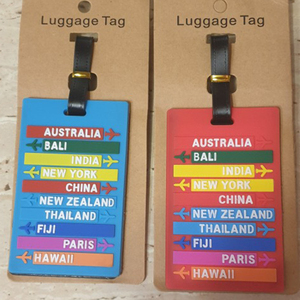 Luggage Tag
AUSTRALIA
BALI
INDIA
NEW YORK
CHINA
NEW ZEALAND
THAILAND
FIJI
PARIS
HAWAII
Luggage Tag
AUSTRALIA
BALI
INDIA
NEW YORK
CHINA
NEW ZEALAND
THAILAND
FIJI
PARIS
HAWAII